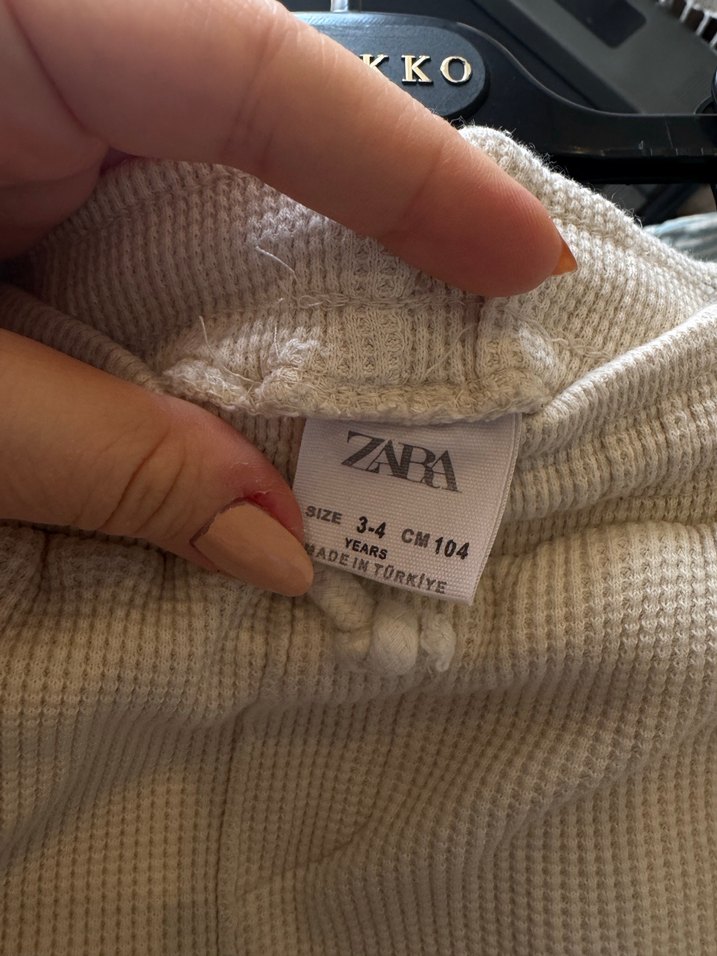 KKO
ZARA
SIZE 3-4 CM 104
YEARS
MADE IN TÜRKİYE